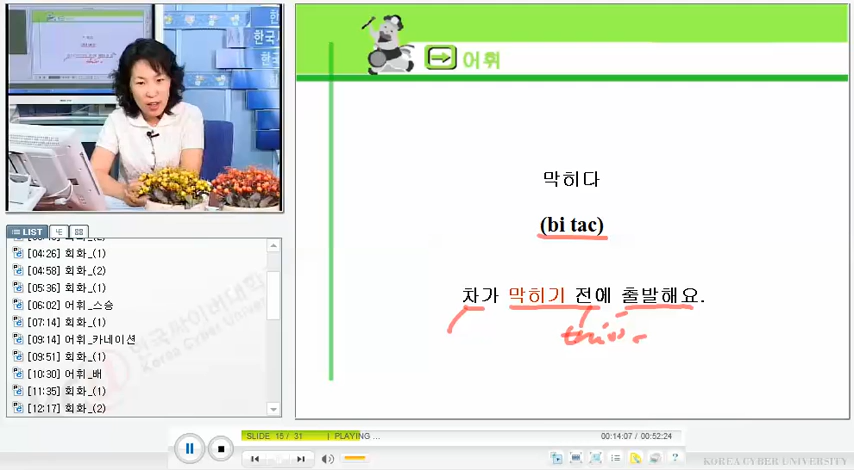 어휘
막히다
(bi tac)
차가 막히기 전에 출발해요.
LIST
[04:26] 회화_(1)
[04:58] 회화_(2)
[05:36] 회화_(1)
[06:02] 어휘_스승
[07:14] 회화_(1)
[09:14] 어휘_카네이션
[09:51] 회화_(1)
[10:30] 어휘_배
[11:35] 회화_(1)
[12:17] 회화_(2)
SLIDE 15 / 31 | PLAYING ...
00:14:07 / 00:52:24
KOREA CYBER UNIVERSITY